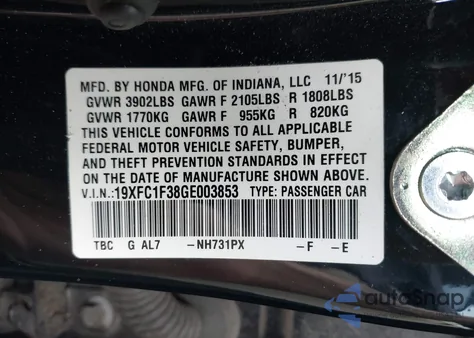 MFD. BY HONDA MFG. OF INDIANA, LLC 11/'15
GVWR 3902LBS GAWR F 2105LBS R 1808LBS
GVWR 1770KG GAWR F 955KG R 820KG
THIS VEHICLE CONFORMS TO ALL APPLICABLE
FEDERAL MOTOR VEHICLE SAFETY, BUMPER,
AND THEFT PREVENTION STANDARDS IN EFFECT
ON THE DATE OF MANUFACTURE SHOWN ABOVE.
V.I.N.:19XFC1F38GE003853 TYPE: PASSENGER CAR
TBC G AL7 -NH731PX -F -E
autoSnap